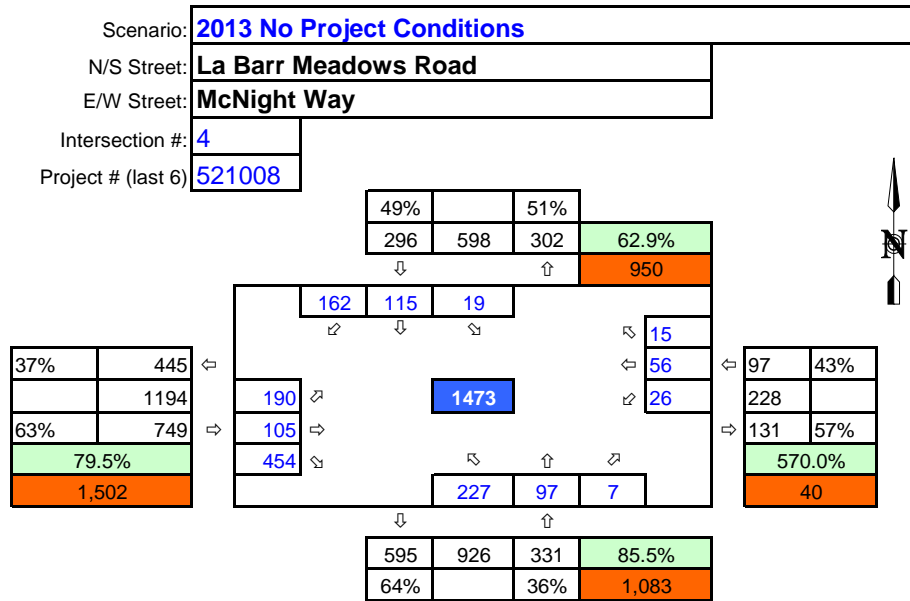 Scenario: 2013 No Project Conditions
N/S Street: La Barr Meadows Road
E/W Street: McNight Way
Intersection #: 4
Project # (last 6) 521008
N
49% 51%
296 598 302 62.9%
⇩ ⇧ 950
162 115 19
⬃ ⇩ ⬂
⬁ 15
37% 445 ⇦ ⇦ 56 ⇦ 97 43%
1194 190 ⬀ 1473 ⬃ 26 228
63% 749 ⇨ 105 ⇨ ⇨ 131 57%
79.5% 454 ⬂ ⬁ ⇧ ⬀ 570.0%
1,502 227 97 7 40
⇩ ⇧
595 926 331 85.5%
64% 36% 1,083